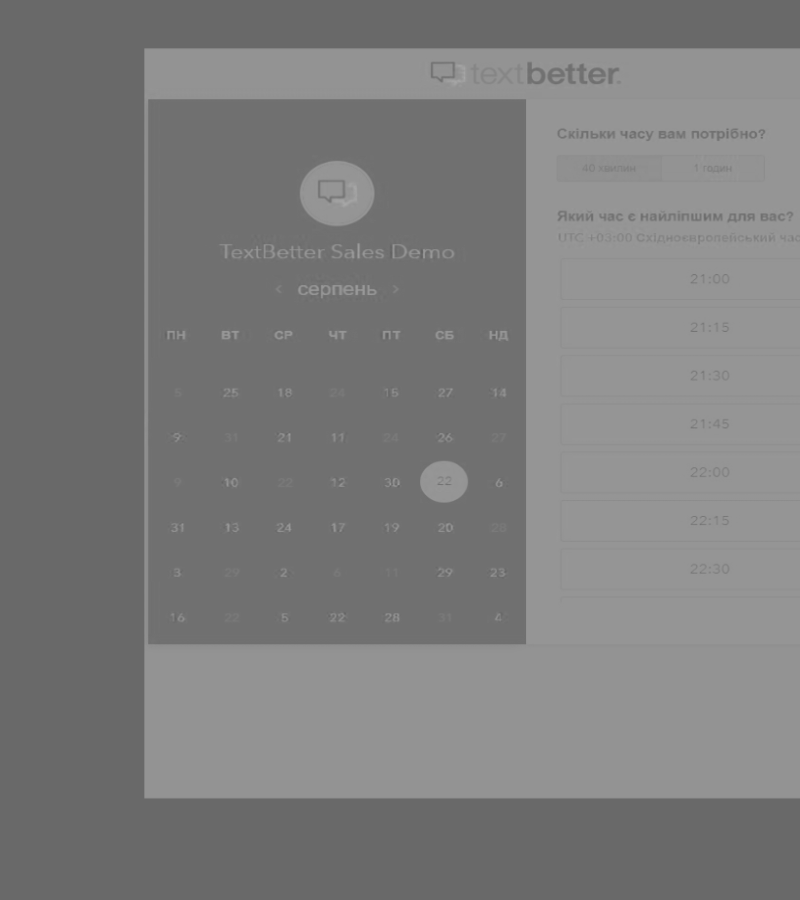 textbetter.
TextBetter Sales Demo
‹ серпень ›
ПН ВТ СР ЧТ ПТ СБ НД
25 18 15 27 14
9 31 21 11 24 26 27
9 10 22 12 30 22 6
31 13 24 17 19 20 28
3 29 2 11 29 23
16 5 22 28 31 4
Скільки часу вам потрібно?
40 хвилин 1 годин
Який час є найліпшим для вас?
UTC +03:00 Східноєвропейський час
21:00
21:15
21:30
21:45
22:00
22:15
22:30